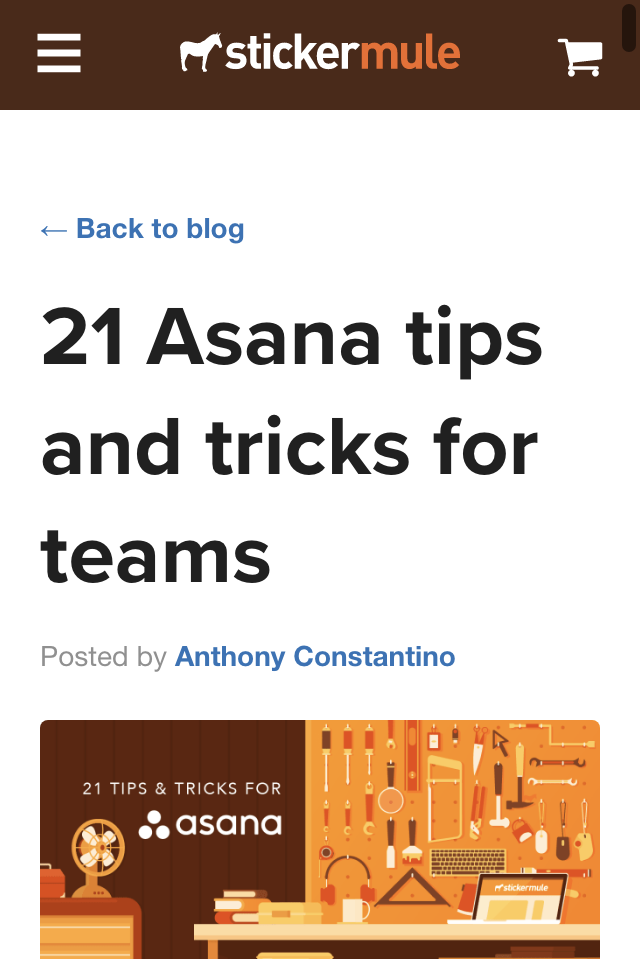 stickermule
← Back to blog
21 Asana tips
and tricks for
teams
Posted by Anthony Constantino
21 TIPS & TRICKS FOR
asana
stickermule